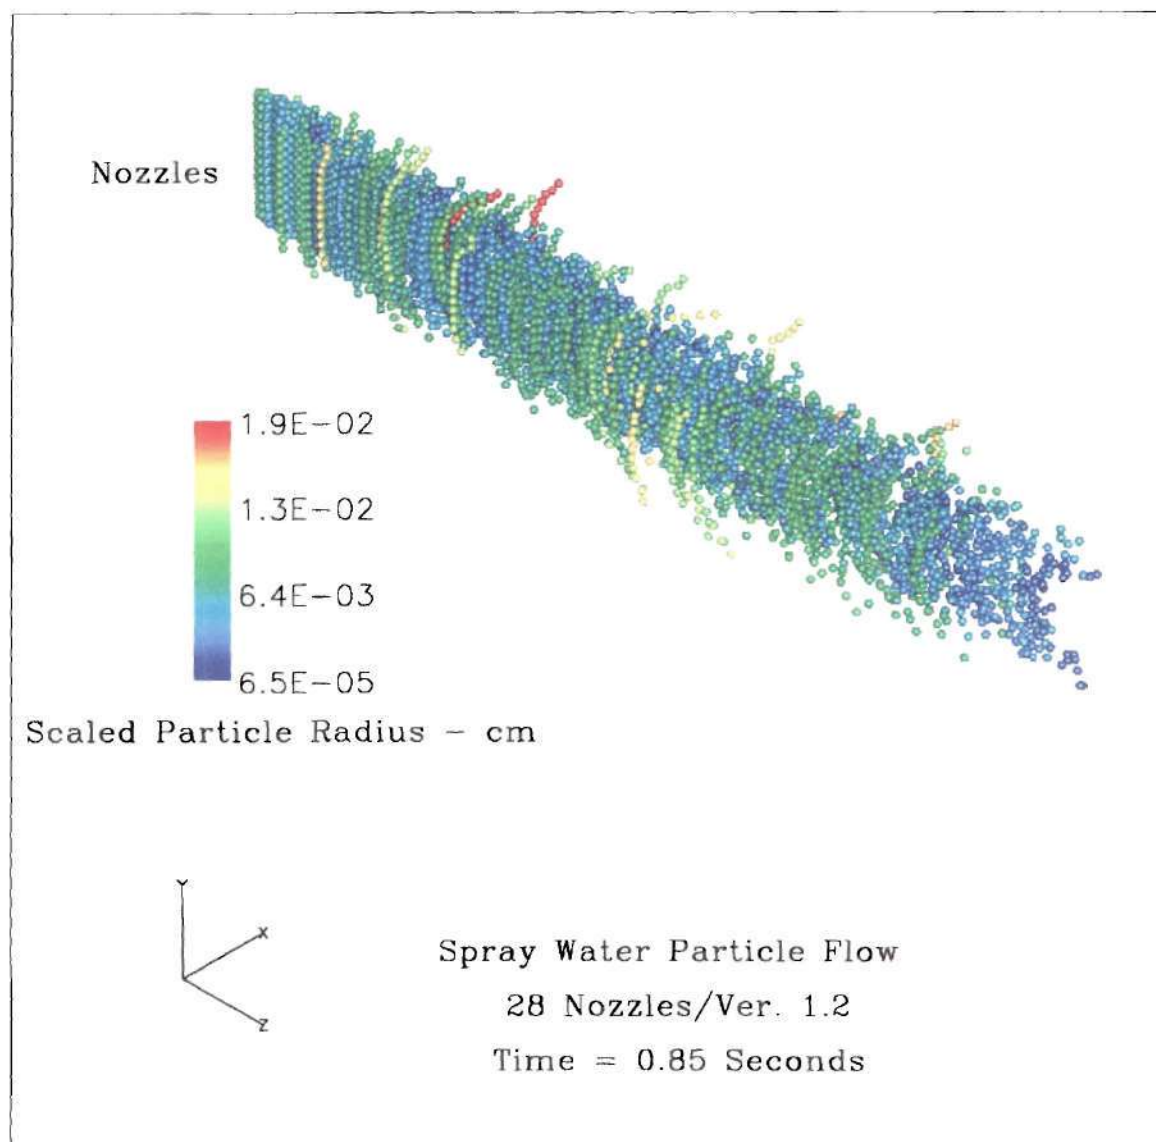 Nozzles
1.9E-02
1.3E-02
6.4E-03
6.5E-05
Scaled Particle Radius - cm
Y
X
Z
Spray Water Particle Flow
28 Nozzles/Ver. 1.2
Time = 0.85 Seconds